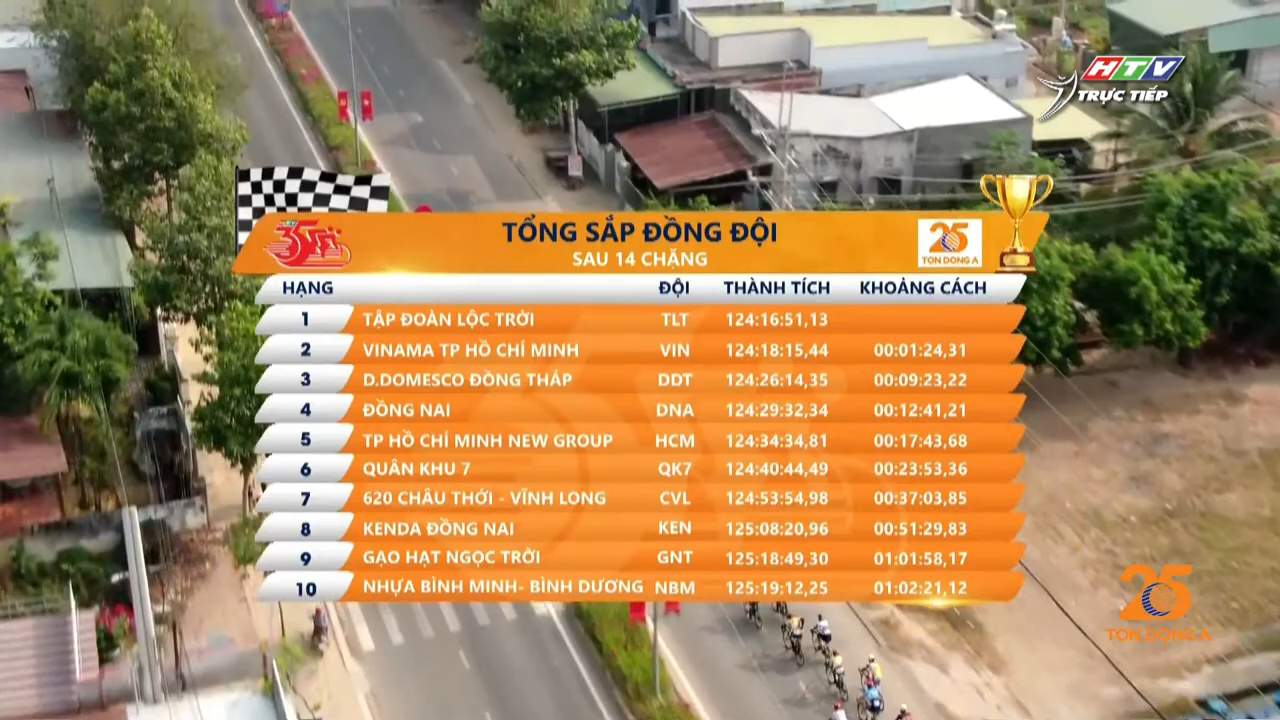 HTV
TRỰC TIẾP
TỔNG SẮP ĐỒNG ĐỘI
SAU 14 CHẶNG
25
TON DONG A
HẠNG ĐỘI THÀNH TÍCH KHOẢNG CÁCH
1 TẬP ĐOÀN LỘC TRỜI TLT 124:16:51,13
2 VINAMA TP HỒ CHÍ MINH VIN 124:18:15,44 00:01:24,31
3 D.DOMESCO ĐỒNG THÁP DDT 124:26:14,35 00:09:23,22
4 ĐỒNG NAI DNA 124:29:32,34 00:12:41,21
5 TP HỒ CHÍ MINH NEW GROUP HCM 124:34:34,81 00:17:43,68
6 QUÂN KHU 7 QK7 124:40:44,49 00:23:53,36
7 620 CHÂU THỚI - VĨNH LONG CVL 124:53:54,98 00:37:03,85
8 KENDA ĐỒNG NAI KEN 125:08:20,96 00:51:29,83
9 GẠO HẠT NGỌC TRỜI GNT 125:18:49,30 01:01:58,17
10 NHỰA BÌNH MINH- BÌNH DƯƠNG NBM 125:19:12,25 01:02:21,12
25
TON DONG A